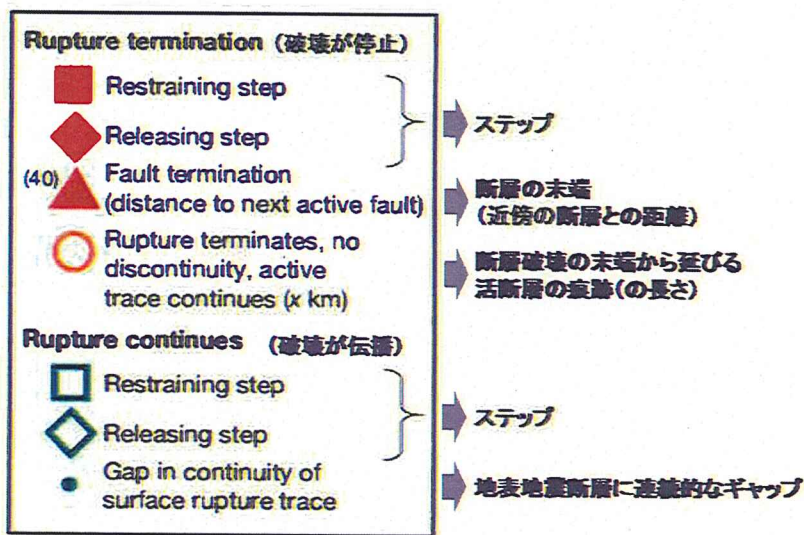 Rupture termination (破壊が停止)
Restraining step
Releasing step
ステップ
(40) Fault termination
(distance to next active fault)
断層の末端
(近傍の断層との距離)
Rupture terminates, no
discontinuity, active
trace continues (x km)
断層破壊の末端から延びる
活断層の痕跡(の長さ)
Rupture continues (破壊が伝播)
Restraining step
Releasing step
ステップ
Gap in continuity of
surface rupture trace
地表地震断層に連続的なギャップ